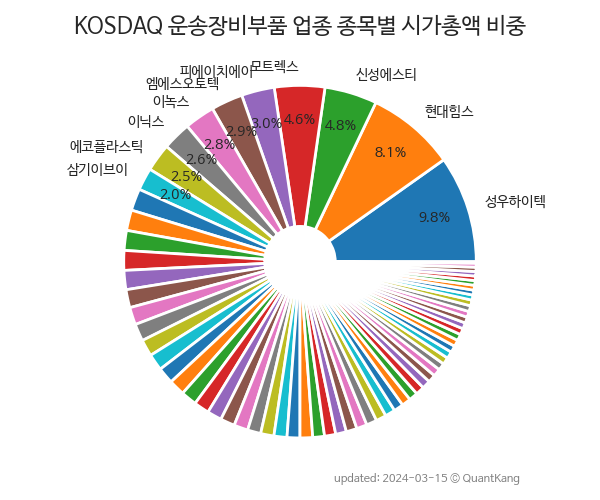 KOSDAQ 운송장비부품 업종 종목별 시가총액 비중
모트렉스
피에이치에이
엠에스오토텍
이녹스
이닉스
에코플라스틱
삼기이브이
신성에스티
현대힘스
성우하이텍
9.8%
8.1%
4.8%
4.6%
3.0%
2.9%
2.8%
2.6%
2.5%
2.0%
updated: 2024-03-15 © QuantKang